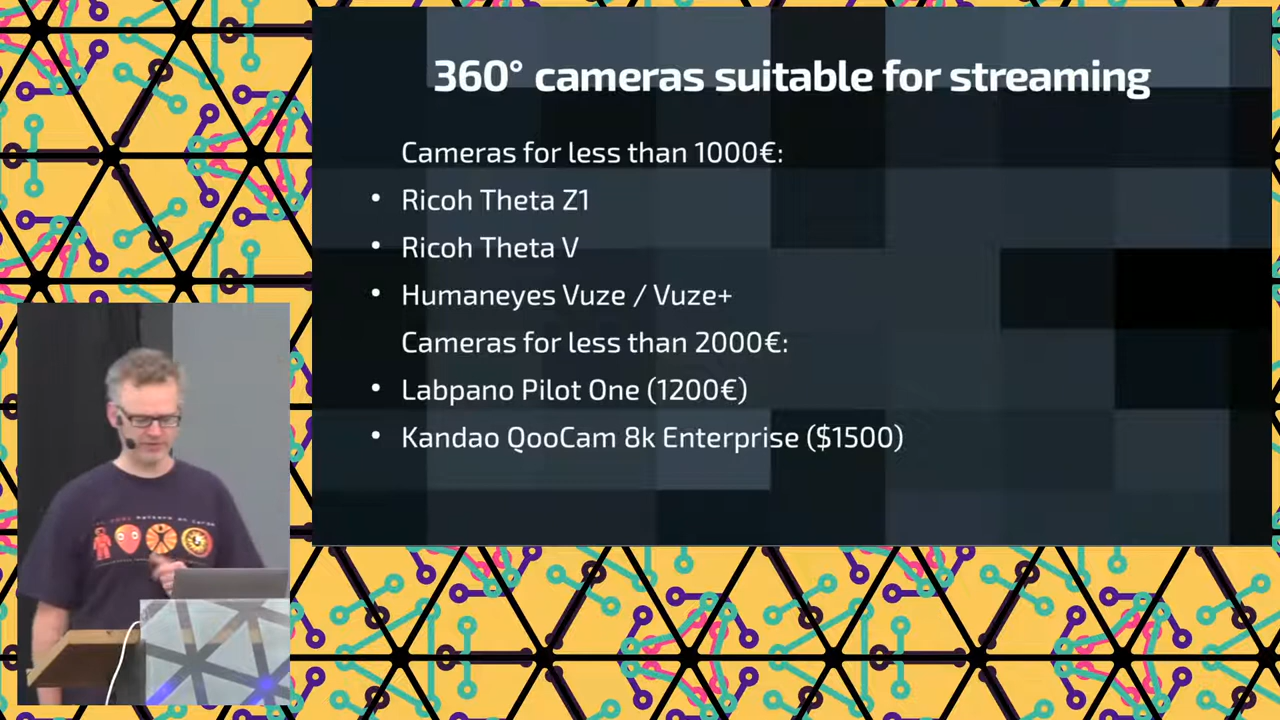 360° cameras suitable for streaming
Cameras for less than 1000€:
• Ricoh Theta Z1
• Ricoh Theta V
• Humaneyes Vuze / Vuze+
Cameras for less than 2000€:
• Labpano Pilot One (1200€)
• Kandao QooCam 8k Enterprise ($1500)